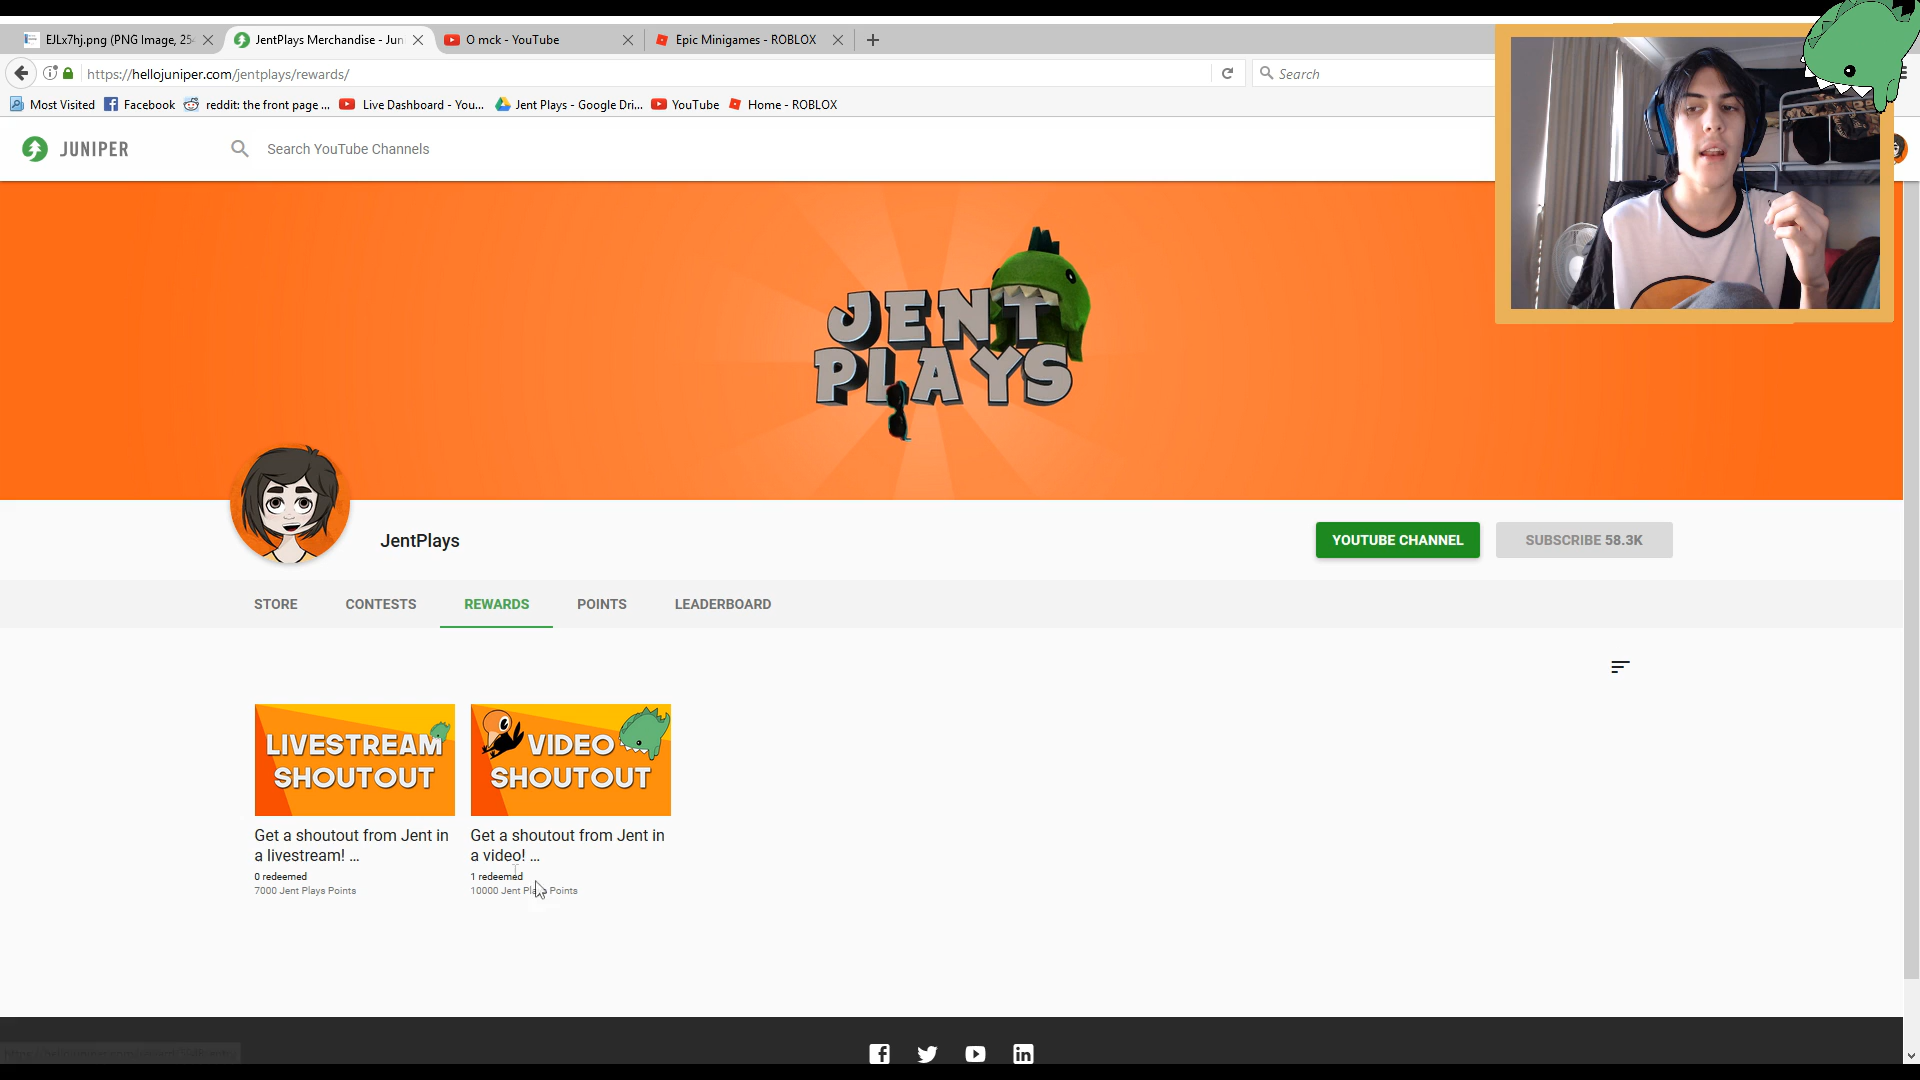 EJLx7hj.png (PNG Image, 25
JentPlays Merchandise - Jun
O mck - YouTube
Epic Minigames - ROBLOX
https://hellojuniper.com/jentplays/rewards/
Search
Most Visited
Facebook
reddit: the front page ...
Live Dashboard - You...
Jent Plays - Google Dri...
YouTube
Home - ROBLOX
JUNIPER
Search YouTube Channels
JENT
PLAYS
JentPlays
YOUTUBE CHANNEL
SUBSCRIBE 58.3K
STORE
CONTESTS
REWARDS
POINTS
LEADERBOARD
LIVESTREAM
SHOUTOUT
VIDEO
SHOUTOUT
Get a shoutout from Jent in
a livestream! ...
0 redeemed
7000 Jent Plays Points
Get a shoutout from Jent in
a video! ...
1 redeemed
10000 Jent Plays Points